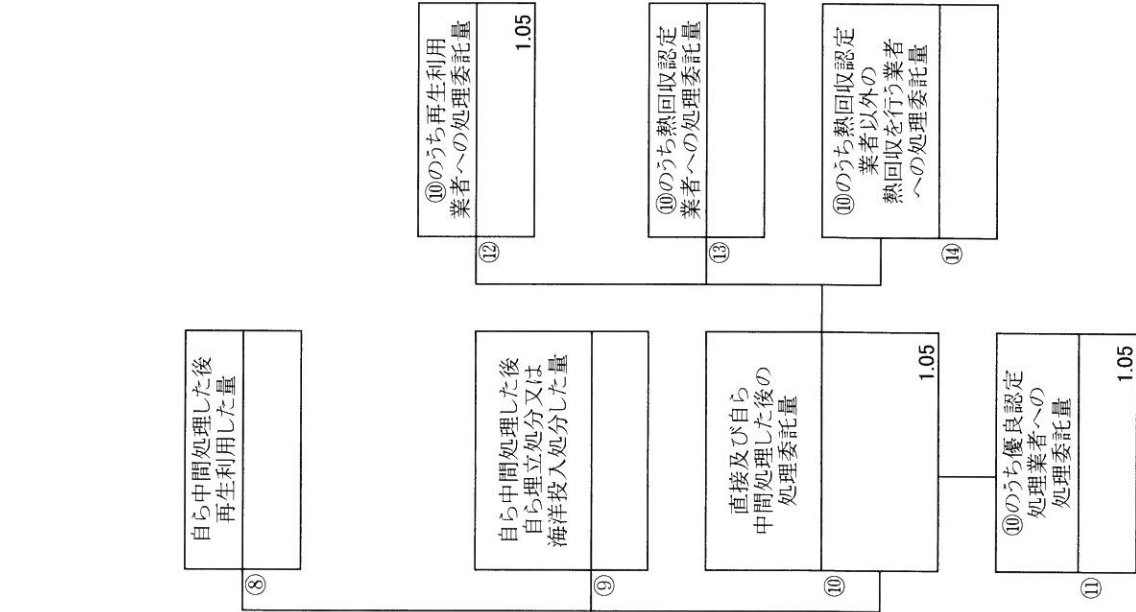 ⑧
自ら中間処理した後
再生利用した量
⑨
自ら中間処理した後
自ら埋立処分又は
海洋投入処分した量
⑩
直接及び自ら
中間処理した後の
処理委託量
1.05
⑪
⑩のうち優良認定
処理業者への
処理委託量
1.05
⑫
⑩のうち再生利用
業者への処理委託量
1.05
⑬
⑩のうち熱回収認定
業者への処理委託量
⑭
⑩のうち熱回収認定
業者以外の
熱回収を行う業者
への処理委託量